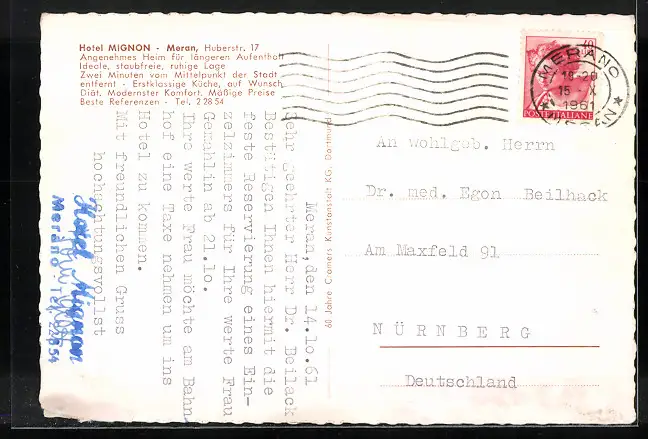 Hotel MIGNON - Meran, Huberstr. 17
Angenehmes Heim für längeren Aufenthalt
Ideale, staubfreie, ruhige Lage
Zwei Minuten vom Mittelpunkt der Stadt
entfernt - Erstklassige Küche, auf Wunsch
Diät. Modernster Komfort. Mäßige Preise
Beste Referenzen - Tel. 2 28 54
Meran, den 14.10.61
Sehr geehrter Herr Dr. Beilack
Bestätigen Ihnen hiermit die
feste Reservierung eines Ein-
zelzimmers für Ihre werte Frau
Gemahlin ab 21.10.
Ihre werte Frau möchte am Bahn-
hof eine Taxe nehmen um ins
Hotel zu kommen.
Mit freundlichen Gruss
hochachtungsvollst
Hotel Mignon
Merano - Tel. 22854
60 Jahre Cramers Kunstanstalt KG, Dortmund
MERANO
15 X
1961
POSTE ITALIANE
An Wohlgeb. Herrn
Dr. med. Egon Beilhack
Am Maxfeld 91
NÜRNBERG
Deutschland